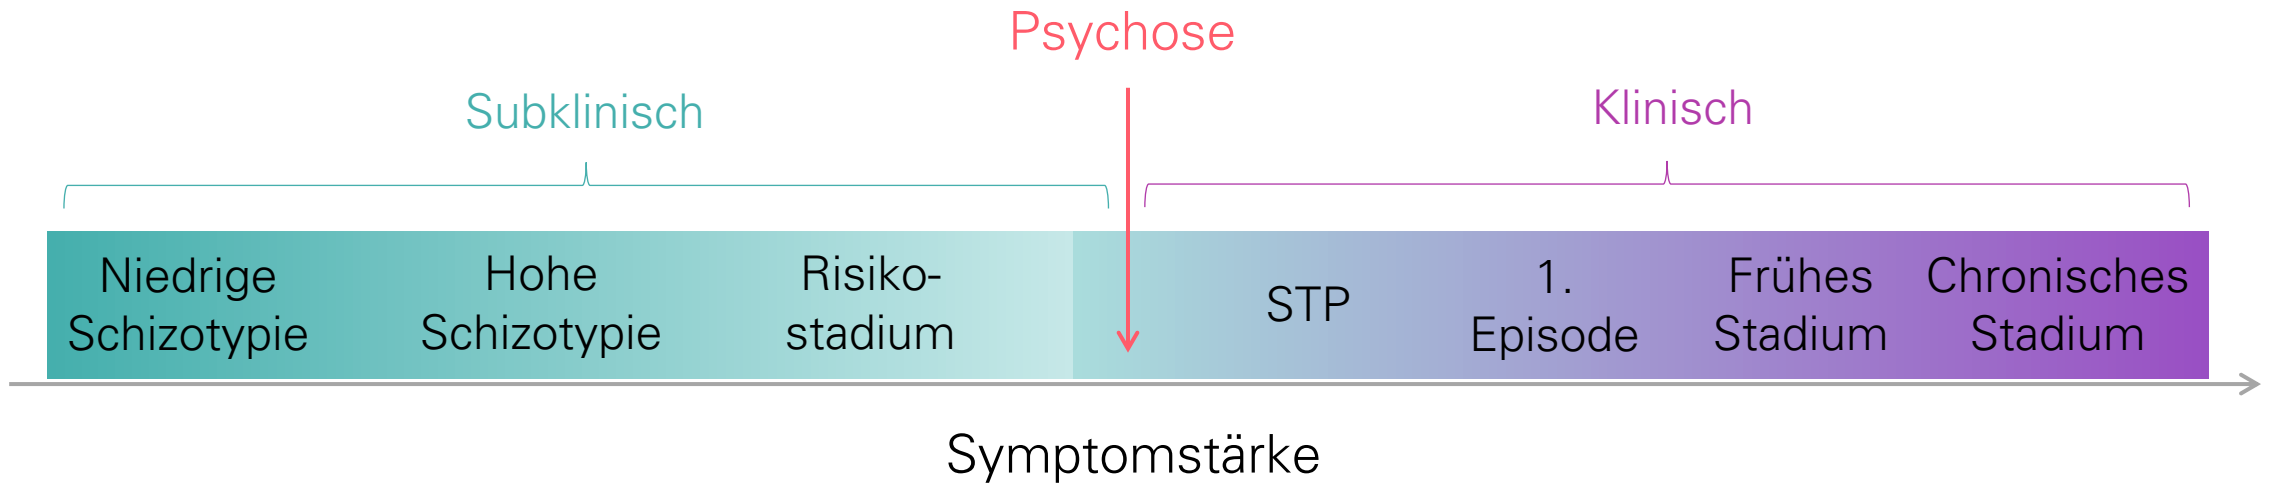 Psychose
Subklinisch
Klinisch
Niedrige
Schizotypie
Hohe
Schizotypie
Risiko-
stadium
STP
1.
Episode
Frühes
Stadium
Chronisches
Stadium
Symptomstärke